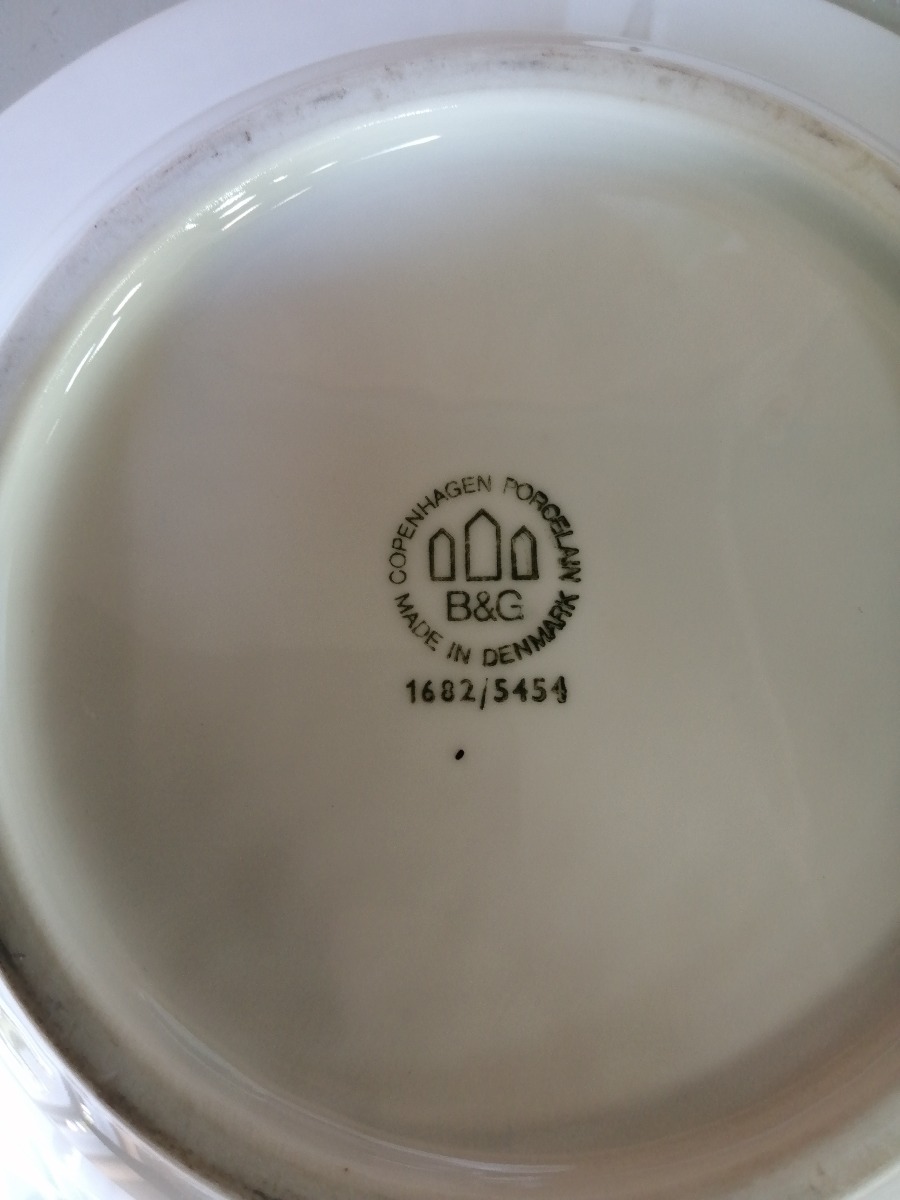 COPENHAGEN PORCELAIN
B&G
MADE IN DENMARK
1682/5454